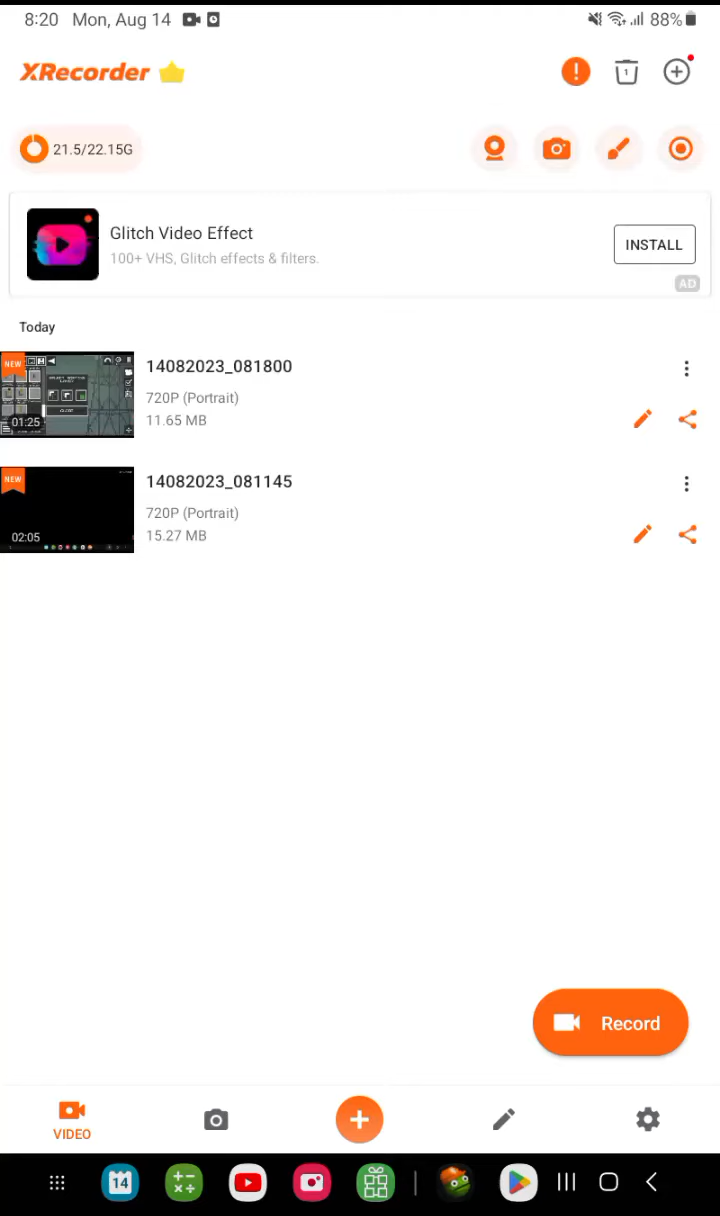 8:20 Mon, Aug 14 88%
XRecorder
1
21.5/22.15G
Glitch Video Effect
100+ VHS, Glitch effects & filters.
INSTALL
AD
Today
NEW
01:25
14082023_081800
720P (Portrait)
11.65 MB
NEW
02:05
14082023_081145
720P (Portrait)
15.27 MB
Record
VIDEO
14